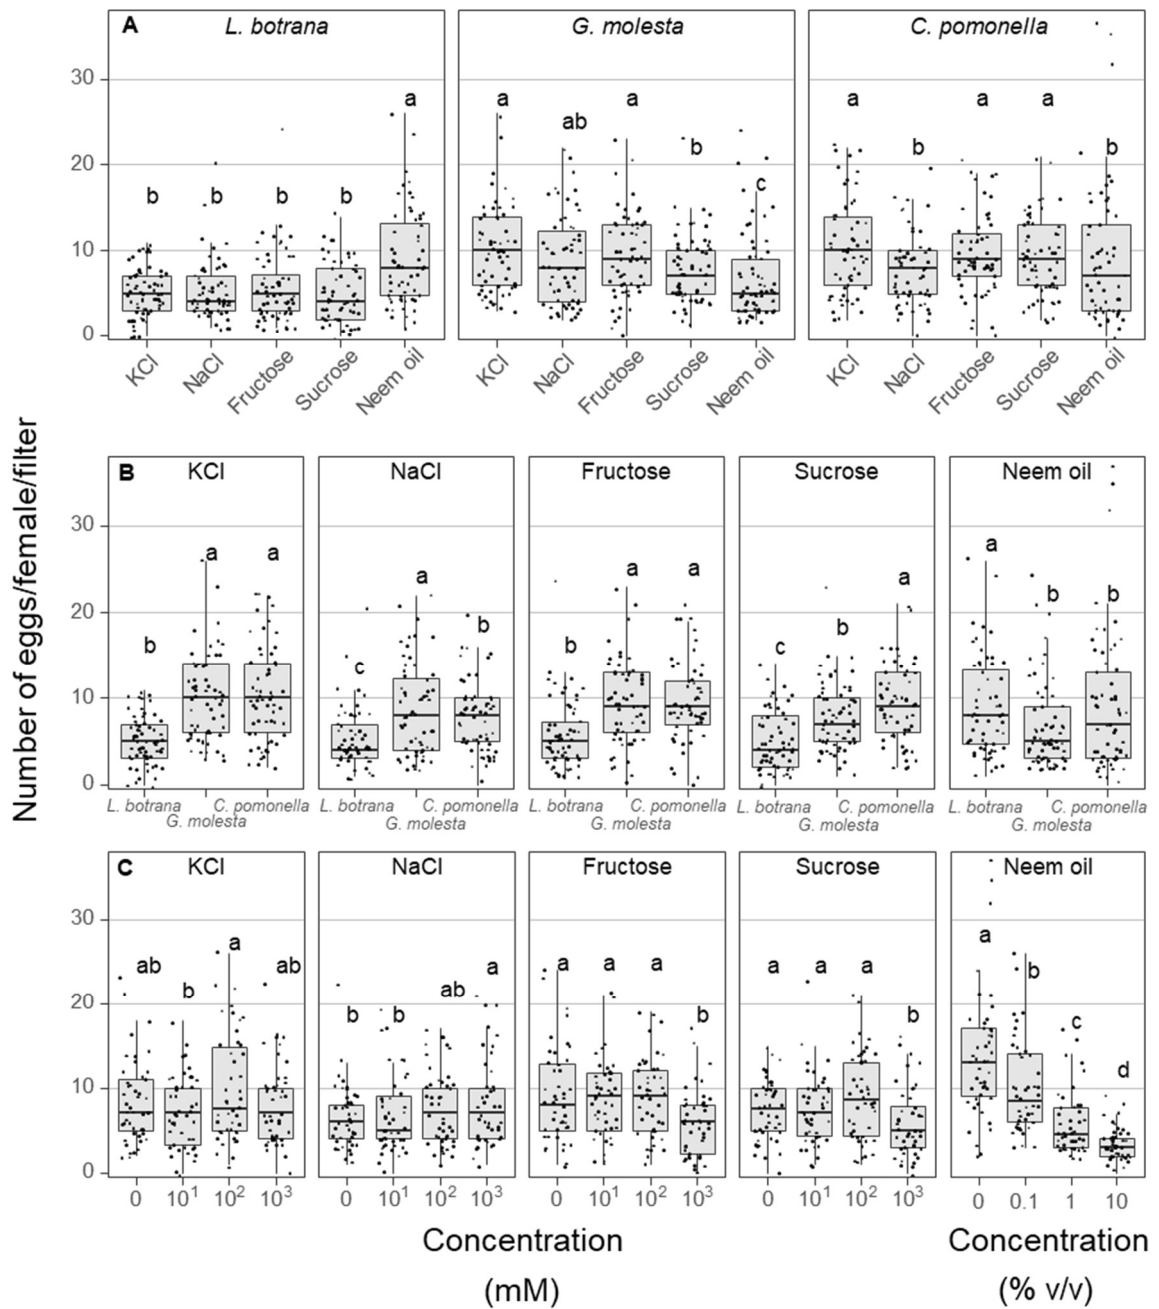 A L. botrana G. molesta C. pomonella
30
20
10
0
b b b b a
a ab a b c
a b a a b
KCl NaCl Fructose Sucrose Neem oil KCl NaCl Fructose Sucrose Neem oil KCl NaCl Fructose Sucrose Neem oil
Number of eggs/female/filter
B KCl NaCl Fructose Sucrose Neem oil
30
20
10
0
b a a
c a b
b a a
c b a
a b b
L. botrana C. pomonella L. botrana C. pomonella L. botrana C. pomonella L. botrana C. pomonella L. botrana C. pomonella
G. molesta G. molesta G. molesta G. molesta G. molesta
C KCl NaCl Fructose Sucrose Neem oil
30
20
10
0
ab b a ab
b b ab a
a a a b
a a a b
a b c d
0 10¹ 10² 10³ 0 10¹ 10² 10³ 0 10¹ 10² 10³ 0 10¹ 10² 10³ 0 0.1 1 10
Concentration Concentration
(mM) (% v/v)